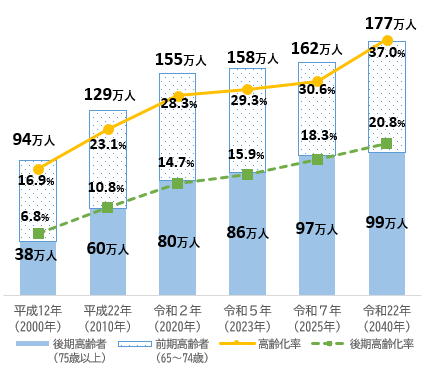 177万人
162万人
155万人
158万人
37.0%
129万人
30.6%
28.3%
29.3%
94万人
23.1%
20.8%
18.3%
16.9%
14.7%
15.9%
10.8%
6.8%
38万人
60万人
80万人
86万人
97万人
99万人
平成12年 平成22年 令和2年 令和5年 令和7年 令和22年
(2000年) (2010年) (2020年) (2023年) (2025年) (2040年)
後期高齢者 前期高齢者 高齢化率 後期高齢化率
(75歳以上) (65～74歳)